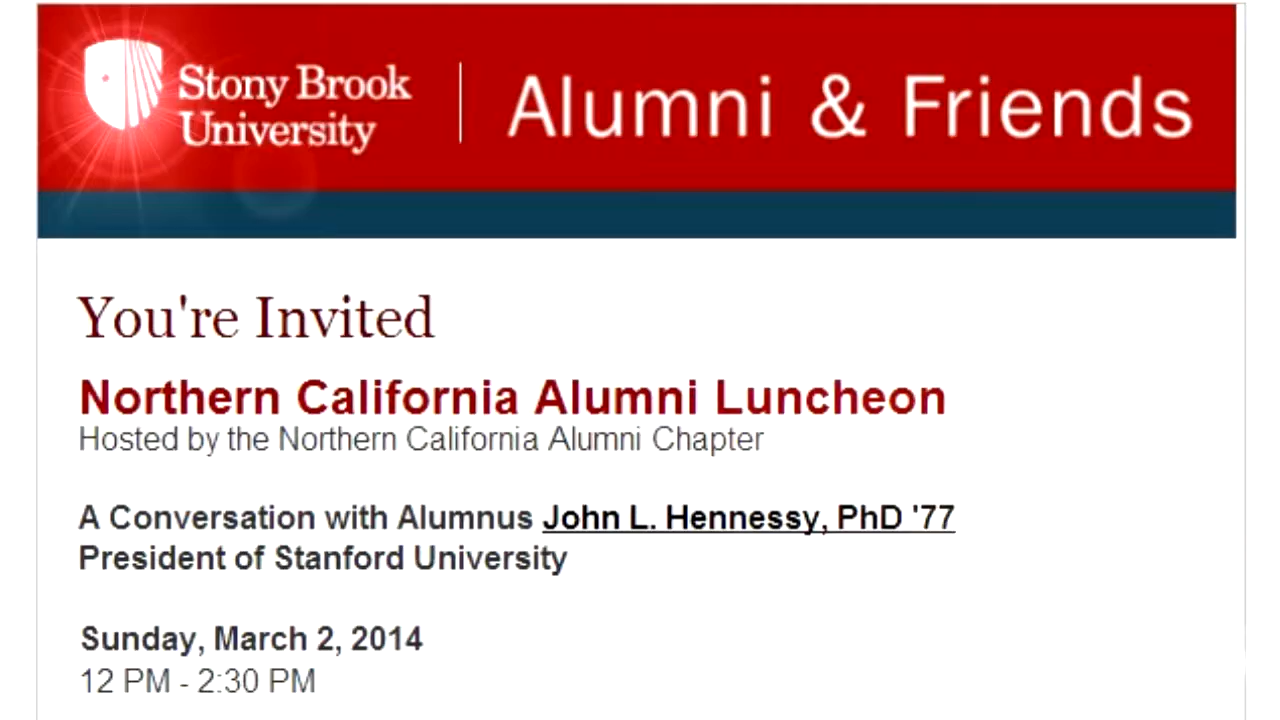 Stony Brook
University
Alumni & Friends
You're Invited
Northern California Alumni Luncheon
Hosted by the Northern California Alumni Chapter
A Conversation with Alumnus John L. Hennessy, PhD '77
President of Stanford University
Sunday, March 2, 2014
12 PM - 2:30 PM